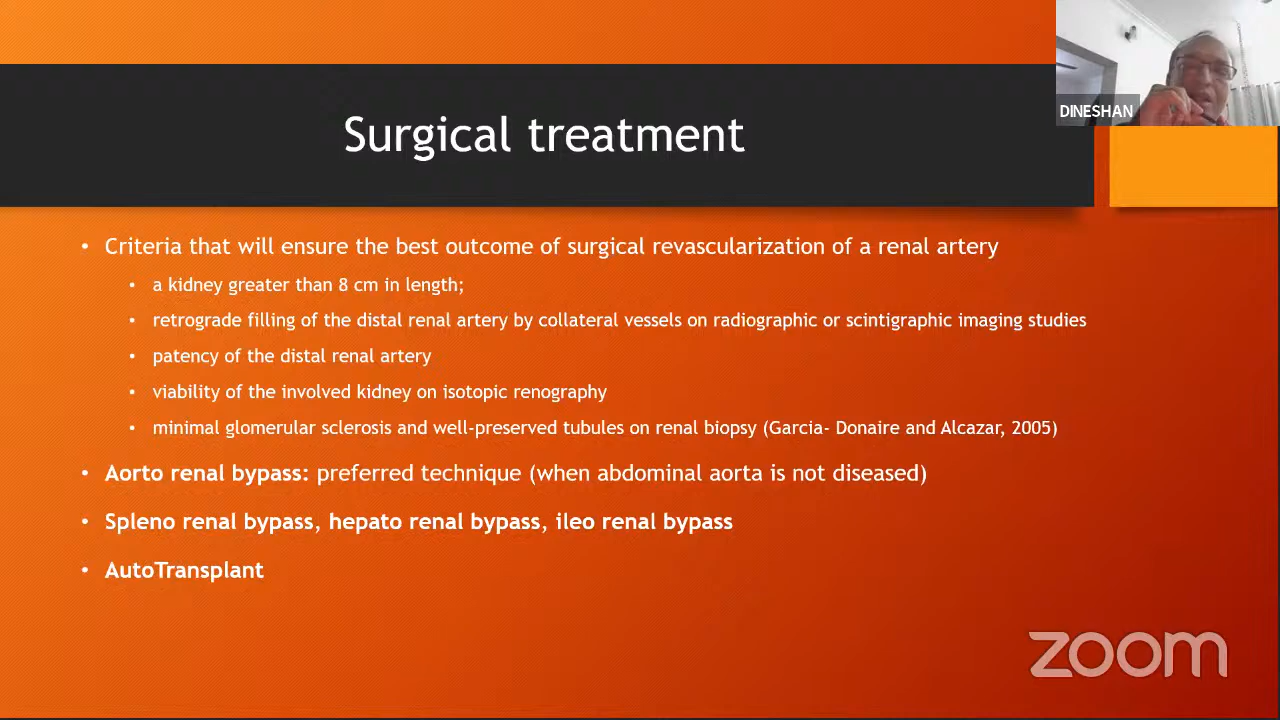 DINESHAN
Surgical treatment
• Criteria that will ensure the best outcome of surgical revascularization of a renal artery
• a kidney greater than 8 cm in length;
• retrograde filling of the distal renal artery by collateral vessels on radiographic or scintigraphic imaging studies
• patency of the distal renal artery
• viability of the involved kidney on isotopic renography
• minimal glomerular sclerosis and well-preserved tubules on renal biopsy (Garcia- Donaire and Alcazar, 2005)
• Aorto renal bypass: preferred technique (when abdominal aorta is not diseased)
• Spleno renal bypass, hepato renal bypass, ileo renal bypass
• AutoTransplant
zoom